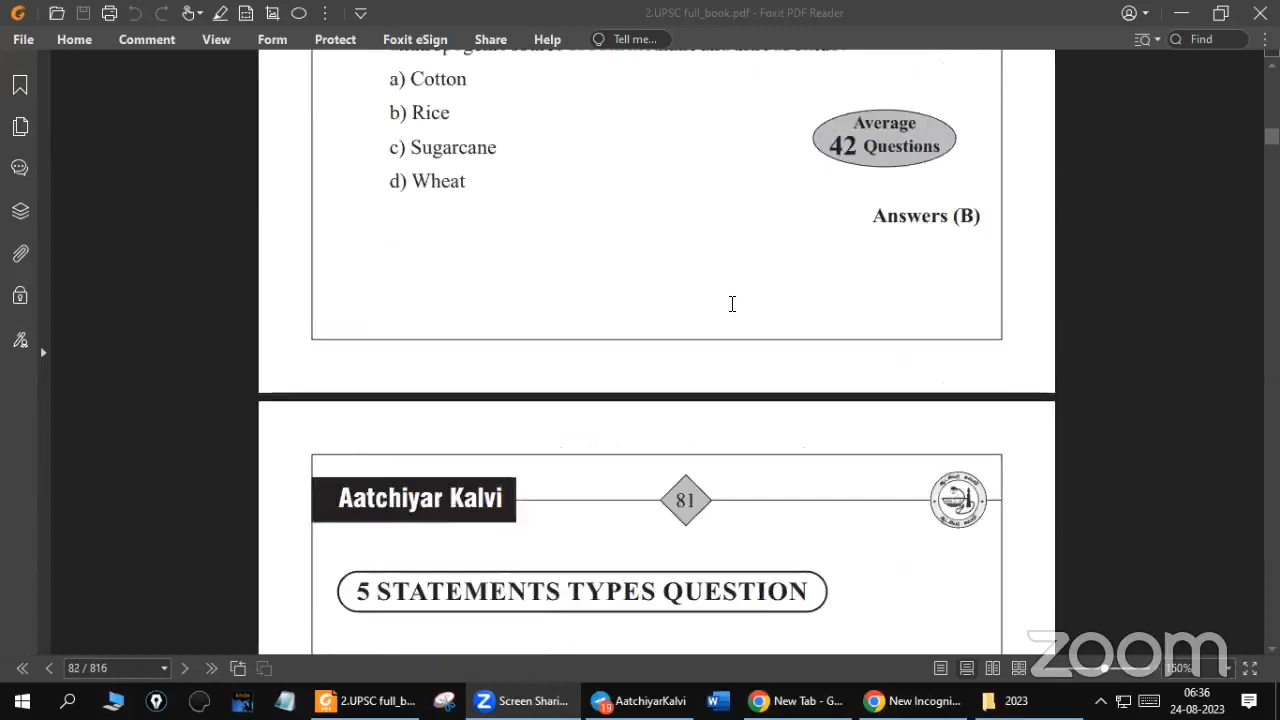 2.UPSC full_book.pdf - Foxit PDF Reader
File Home Comment View Form Protect Foxit eSign Share Help Tell me... Find
a) Cotton
b) Rice
c) Sugarcane
d) Wheat
Average
42 Questions
Answers (B)
Aatchiyar Kalvi
81
5 STATEMENTS TYPES QUESTION
zoom
82 / 816
150%
2.UPSC full_b...
Screen Shari...
19
AatchiyarKalvi
New Tab - G...
New Incogni...
2023
06:36
24-08-2023